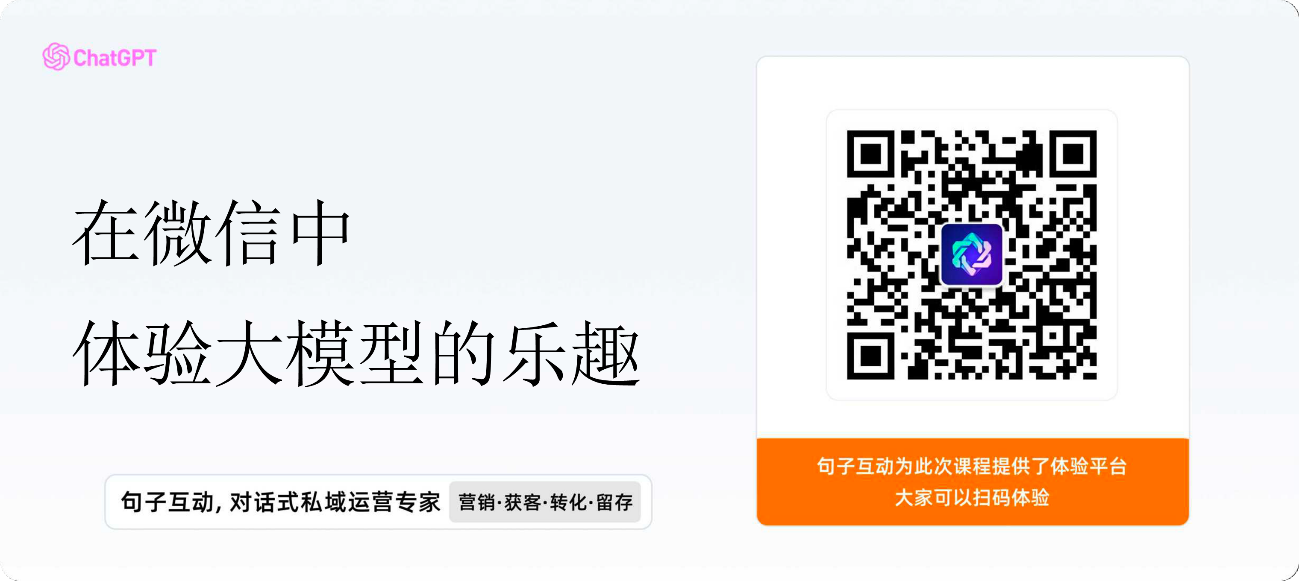 ChatGPT
在微信中
体验大模型的乐趣
句子互动, 对话式私域运营专家 营销·获客·转化·留存
句子互动为此次课程提供了体验平台
大家可以扫码体验